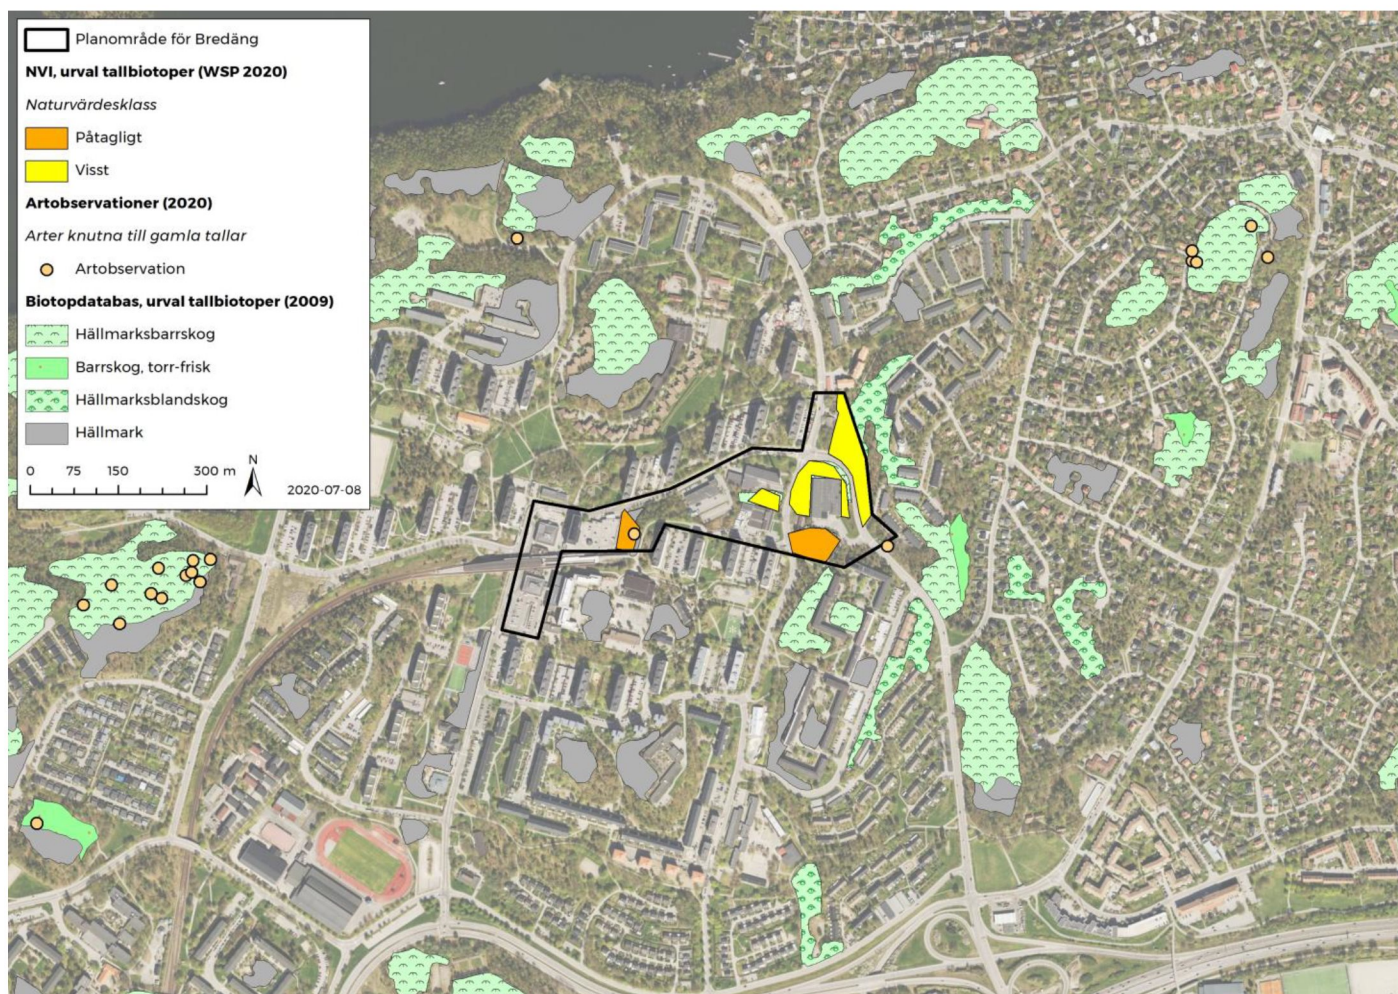 Planområde för Bredäng
NVI, urval tallbiotoper (WSP 2020)
Naturvärdesklass
Påtagligt
Visst
Artobservationer (2020)
Arter knutna till gamla tallar
Artobservation
Biotopdatabas, urval tallbiotoper (2009)
Hällmarksbarrskog
Barrskog, torr-frisk
Hällmarksblandskog
Hällmark
0 75 150 300 m
N
2020-07-08